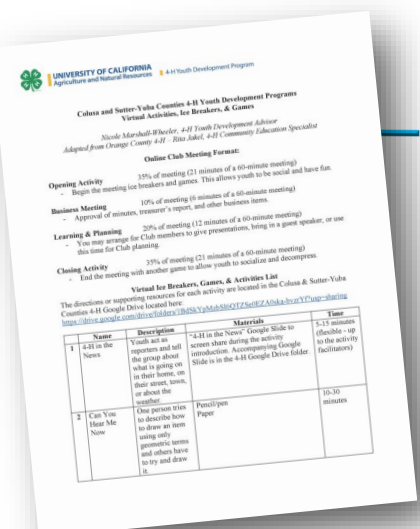 UNIVERSITY OF CALIFORNIA
Agriculture and Natural Resources
4-H Youth Development Program
Colusa and Sutter-Yuba Counties 4-H Youth Development Programs
Virtual Activities, Ice Breakers, & Games
Nicole Marshall-Wheeler, 4-H Youth Development Advisor
Adapted from Orange County 4-H – Rita Jakel, 4-H Community Education Specialist
Online Club Meeting Format:
Opening Activity 35% of meeting (21 minutes of a 60-minute meeting)
- Begin the meeting ice breakers and games. This allows youth to be social and have fun.
Business Meeting 10% of meeting (6 minutes of a 60-minute meeting)
- Approval of minutes, treasurer's report, and other business items.
Learning & Planning 20% of meeting (12 minutes of a 60-minute meeting)
- You may arrange for Club members to give presentations, bring in a guest speaker, or use
this time for Club planning.
Closing Activity 35% of meeting (21 minutes of a 60-minute meeting)
- End the meeting with another game to allow youth to socialize and decompress.
Virtual Ice Breakers, Games, & Activities List
The directions or supporting resources for each activity are located in the Colusa & Sutter-Yuba
Counties 4-H Google Drive located here:
Name Description Materials Time
1 4-H in the News
Youth act as
reporters and tell
the group about
what is going on
in their home, on
their street, town,
or about the
weather.
"4-H in the News" Google Slide to
screen share during the activity
introduction. Accompanying Google
Slide is in the 4-H Google Drive folder.
5-15 minutes
(flexible - up
to the activity
facilitators)
2 Can You
Hear Me
Now
One person tries
to describe how
to draw an item
using only
geometric terms
and others have
to try and draw
it
Pencil/pen
Paper
10-30
minutes